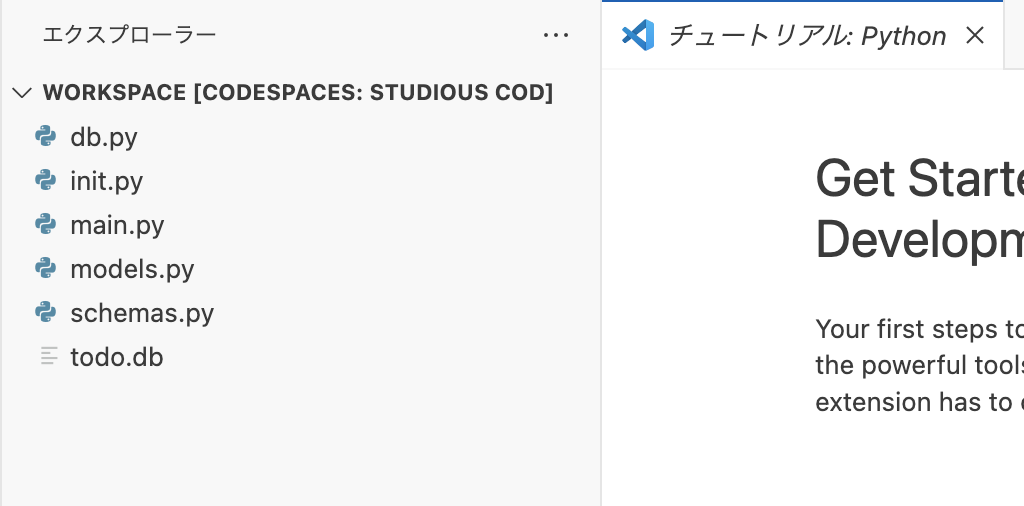 エクスプローラー
···
WORKSPACE [CODESPACES: STUDIOUS COD]
db.py
init.py
main.py
models.py
schemas.py
todo.db
チュートリアル: Python
Get Starte
Developm
Your first steps to
the powerful tools
extension has to